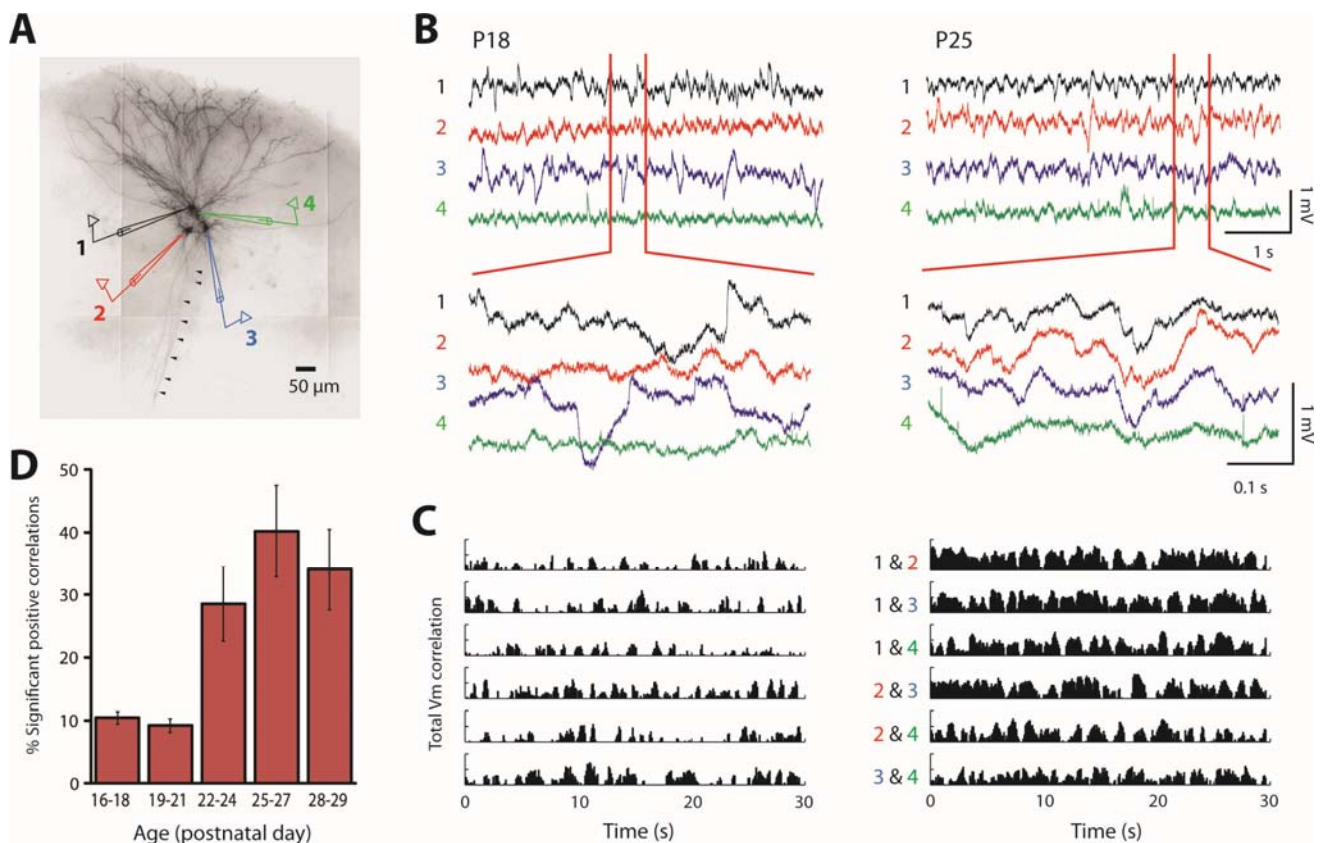 A
1
2
3
4
50 µm
B
P18
1
2
3
4
1
2
3
4
P25
1
2
3
4
1 mV
1 s
1
2
3
4
1 mV
0.1 s
D
% Significant positive correlations
50
40
30
20
10
0
16-18 19-21 22-24 25-27 28-29
Age (postnatal day)
C
Total Vm correlation
0 10 20 30
Time (s)
1 & 2
1 & 3
1 & 4
2 & 3
2 & 4
3 & 4
0 10 20 30
Time (s)